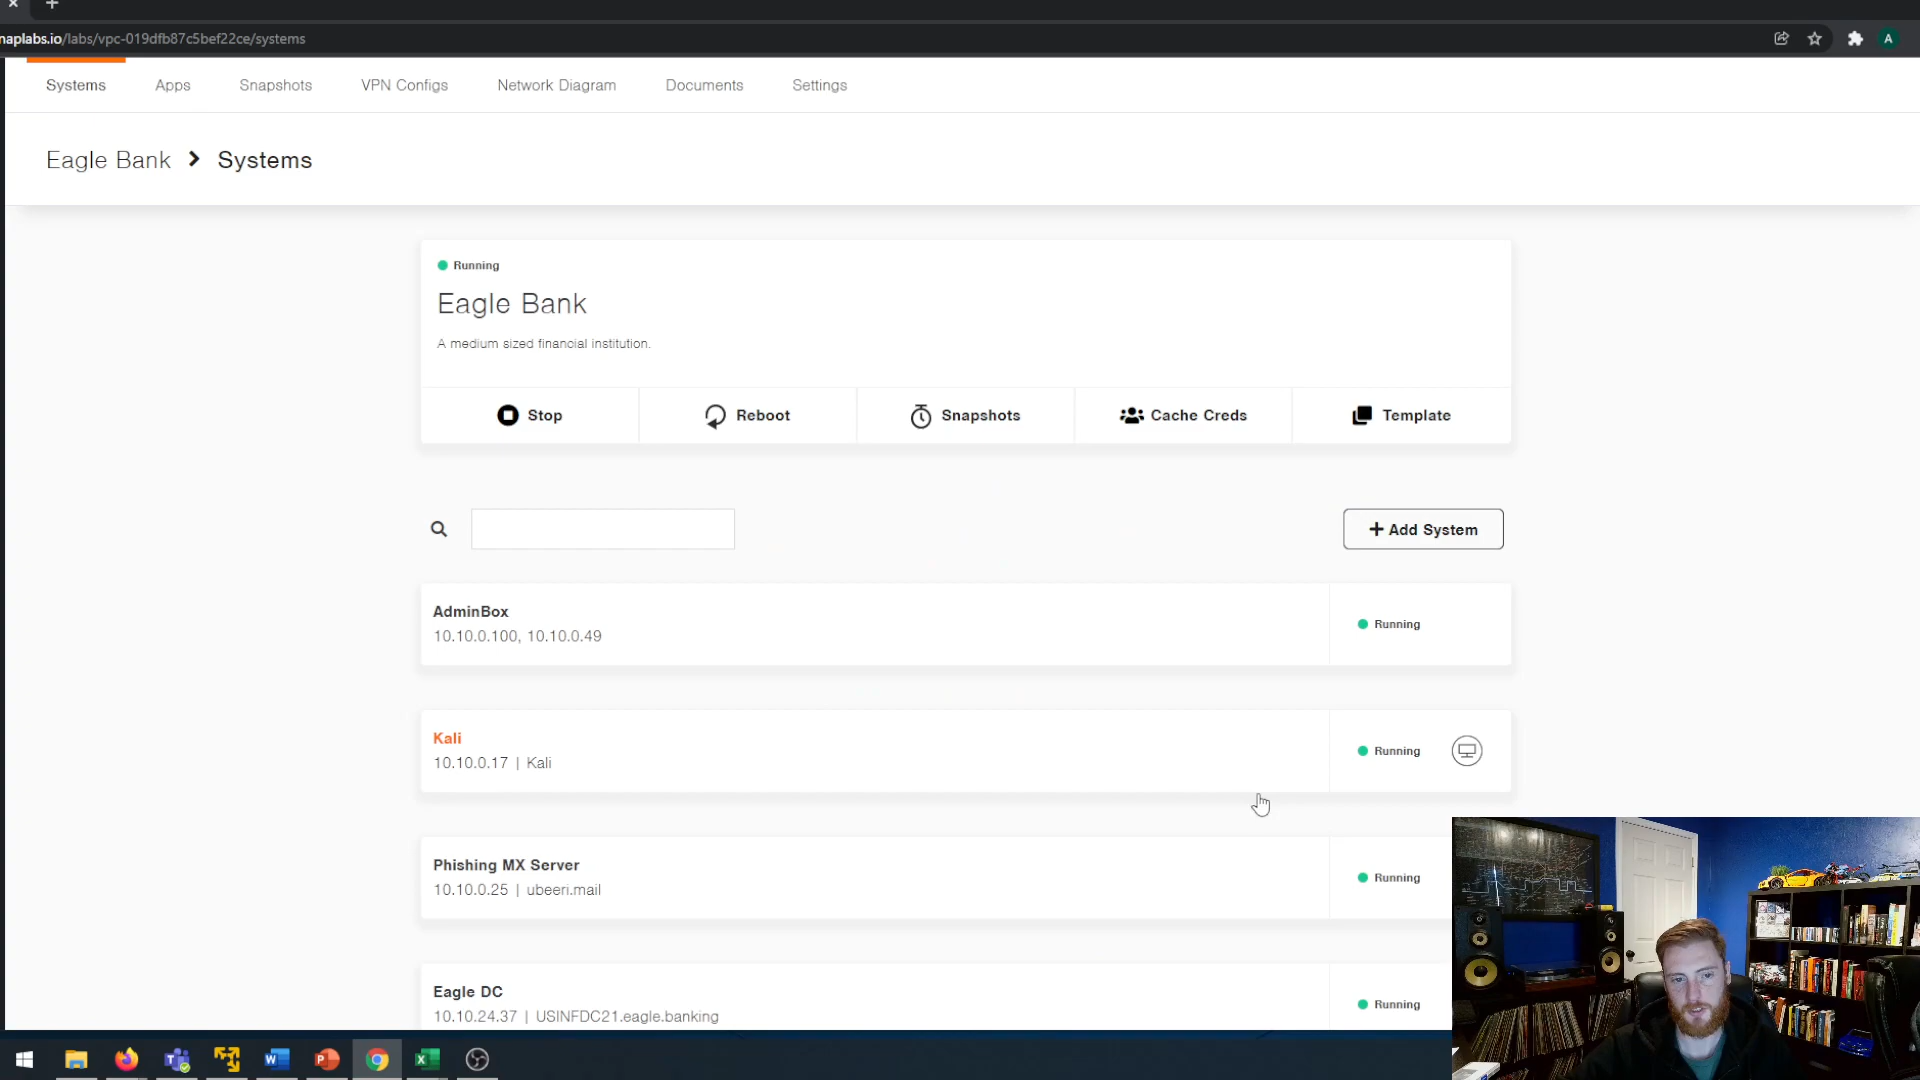 naplabs.io/labs/vpc-019dfb87c5bef22ce/systems
A
Systems Apps Snapshots VPN Configs Network Diagram Documents Settings
Eagle Bank > Systems
Running
Eagle Bank
A medium sized financial institution.
Stop Reboot Snapshots Cache Creds Template
+ Add System
AdminBox
10.10.0.100, 10.10.0.49
Running
Kali
10.10.0.17 | Kali
Running
Phishing MX Server
10.10.0.25 | ubeeri.mail
Running
Eagle DC
10.10.24.37 | USINFDC21.eagle.banking
Running